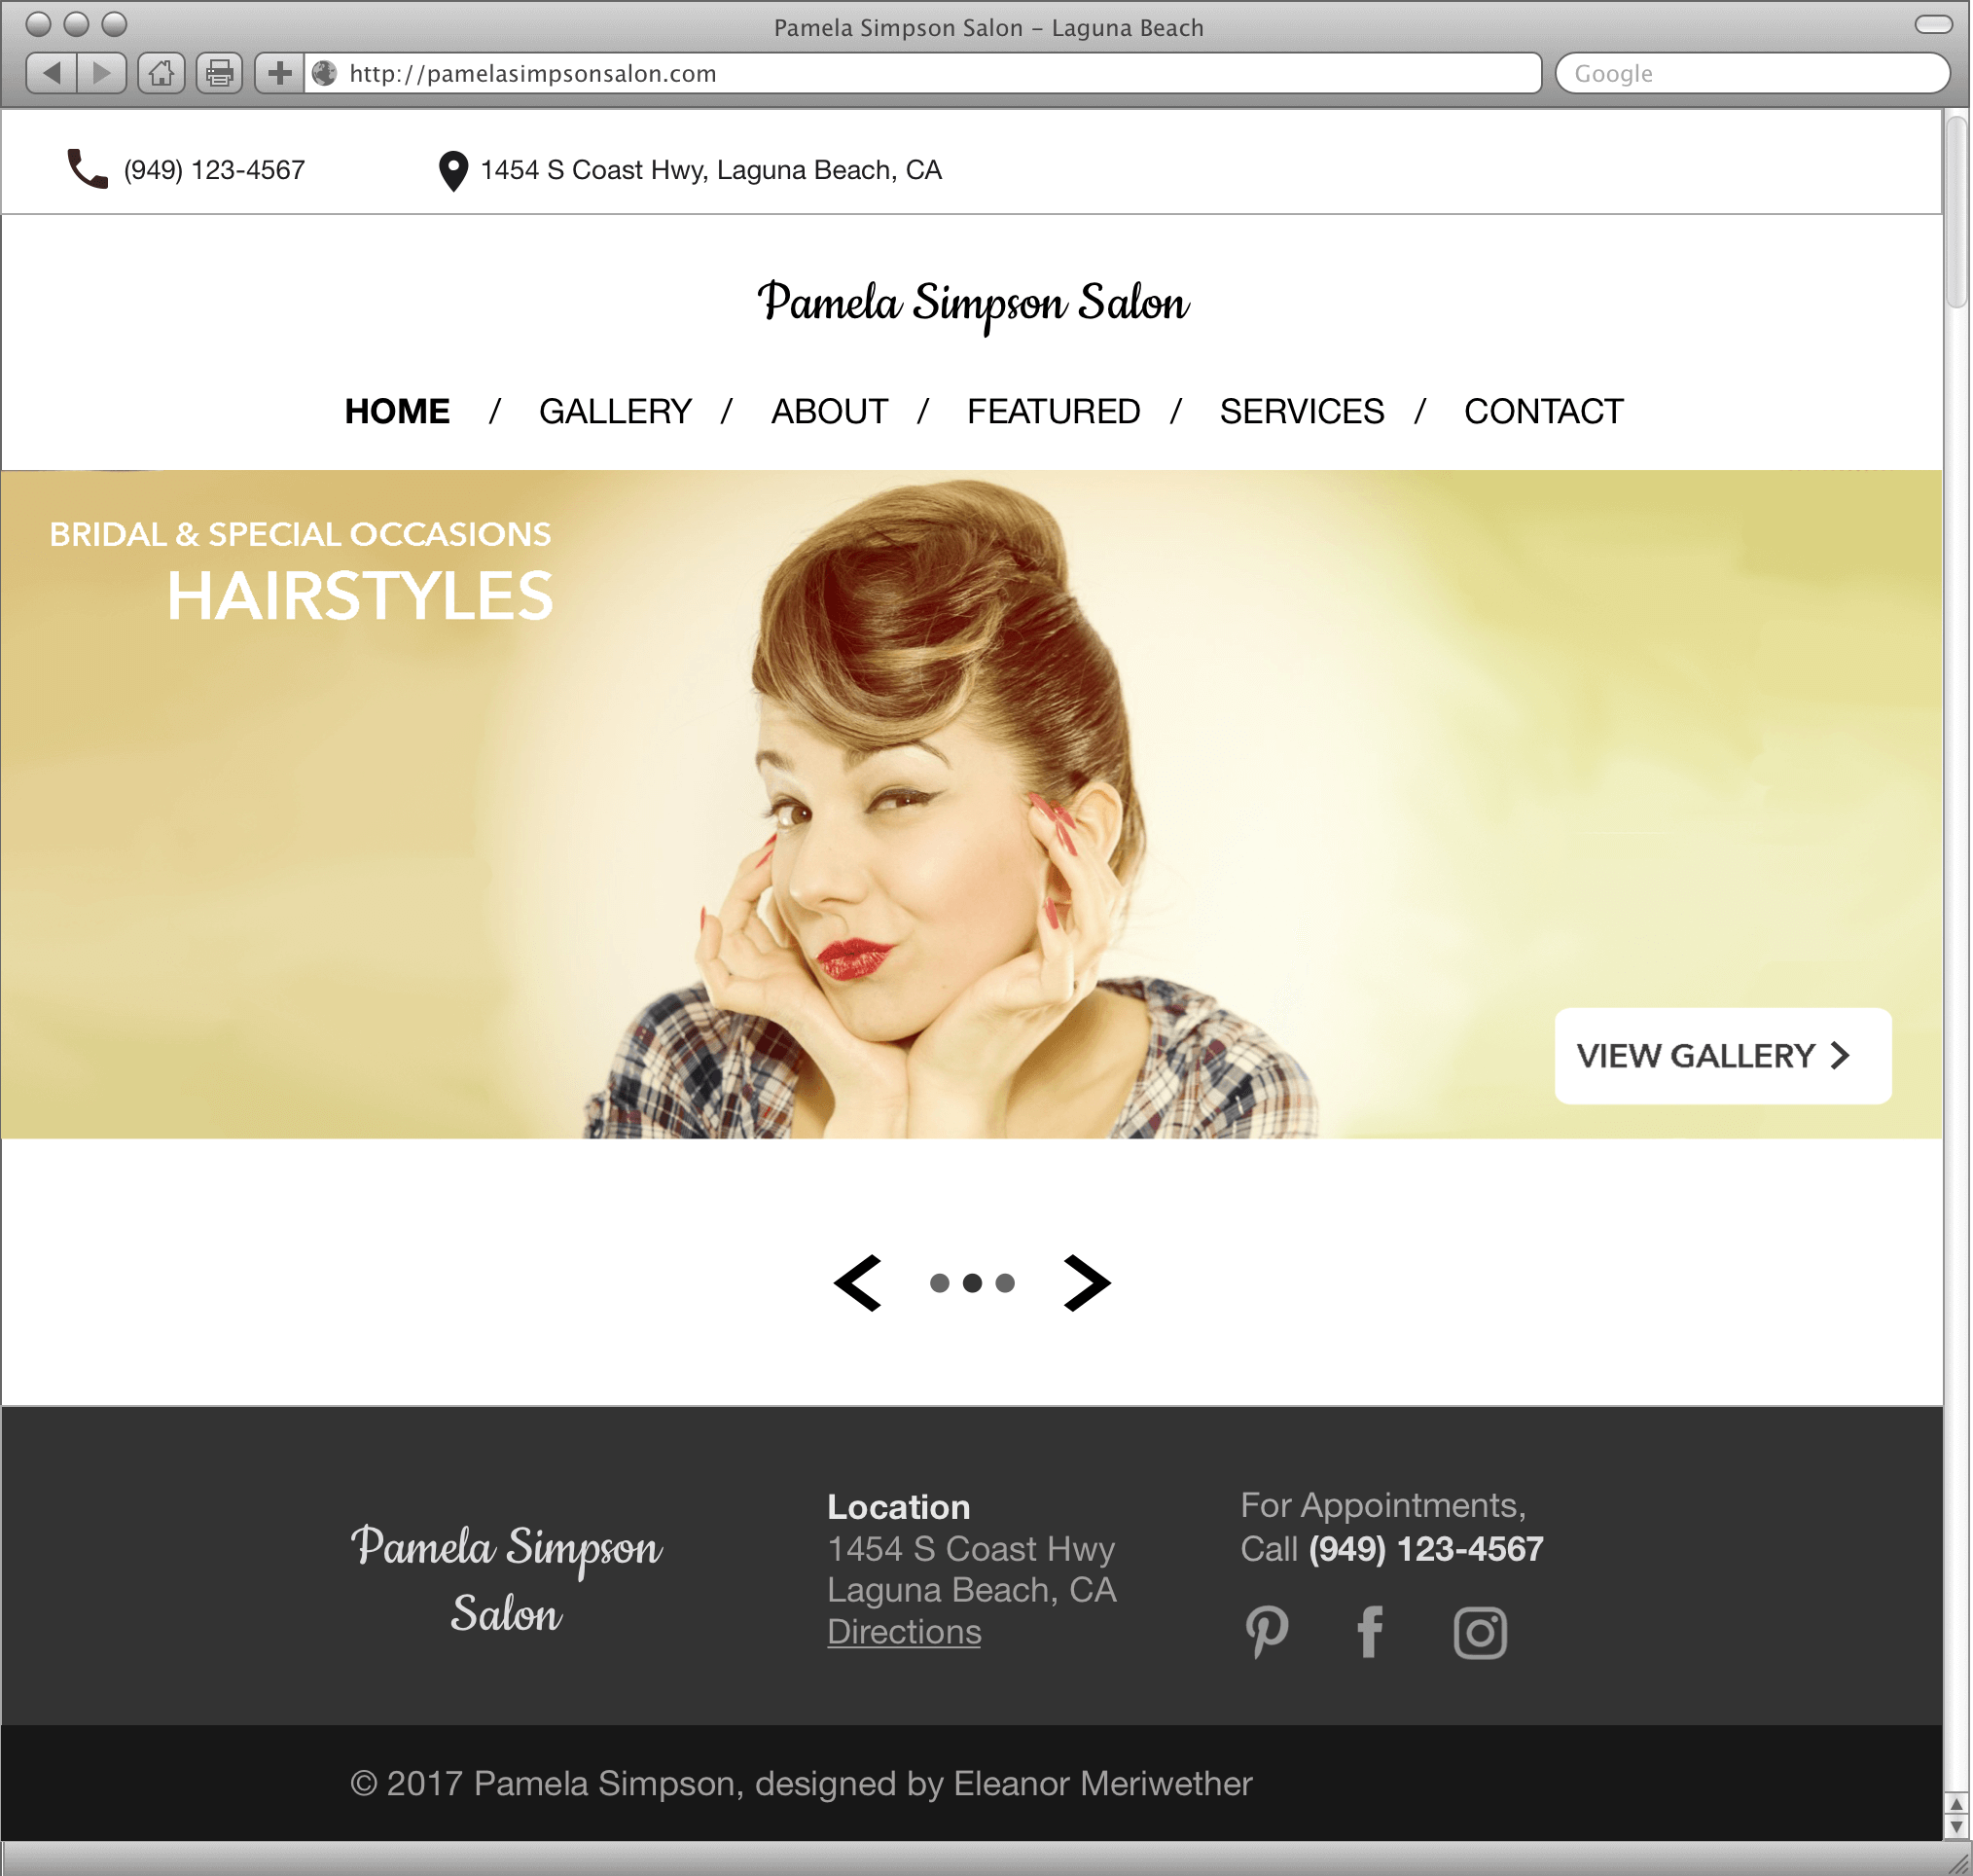 Pamela Simpson Salon – Laguna Beach
http://pamelasimpsonsalon.com
Google
(949) 123-4567
1454 S Coast Hwy, Laguna Beach, CA
Pamela Simpson Salon
HOME / GALLERY / ABOUT / FEATURED / SERVICES / CONTACT
BRIDAL & SPECIAL OCCASIONS
HAIRSTYLES
VIEW GALLERY >
Pamela Simpson
Salon
Location
1454 S Coast Hwy
Laguna Beach, CA
Directions
For Appointments,
Call (949) 123-4567
© 2017 Pamela Simpson, designed by Eleanor Meriwether